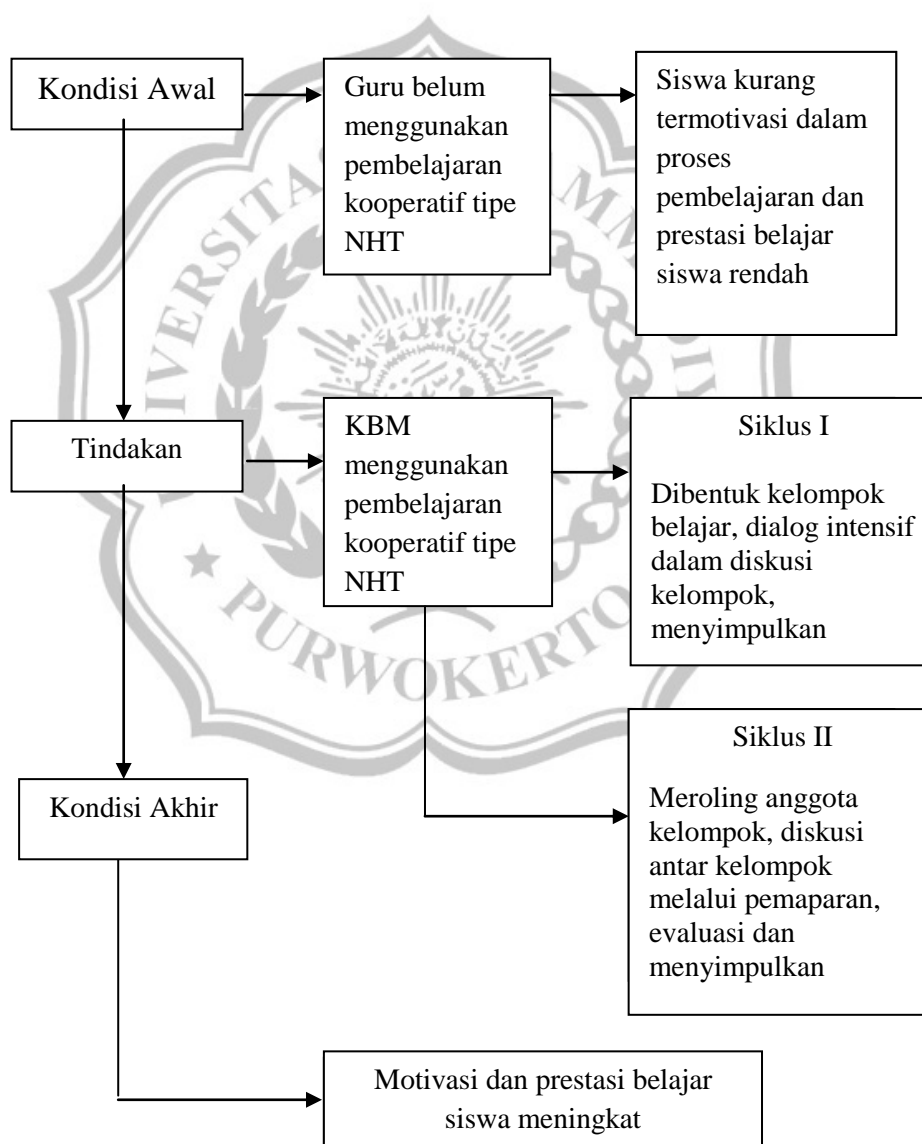 Kondisi Awal
Guru belum
menggunakan
pembelajaran
kooperatif tipe
NHT
Siswa kurang
termotivasi dalam
proses
pembelajaran dan
prestasi belajar
siswa rendah
Tindakan
KBM
menggunakan
pembelajaran
kooperatif tipe
NHT
Siklus I
Dibentuk kelompok
belajar, dialog intensif
dalam diskusi
kelompok,
menyimpulkan
Siklus II
Meroling anggota
kelompok, diskusi
antar kelompok
melalui pemaparan,
evaluasi dan
menyimpulkan
Kondisi Akhir
Motivasi dan prestasi belajar
siswa meningkat
PURWOKERTO